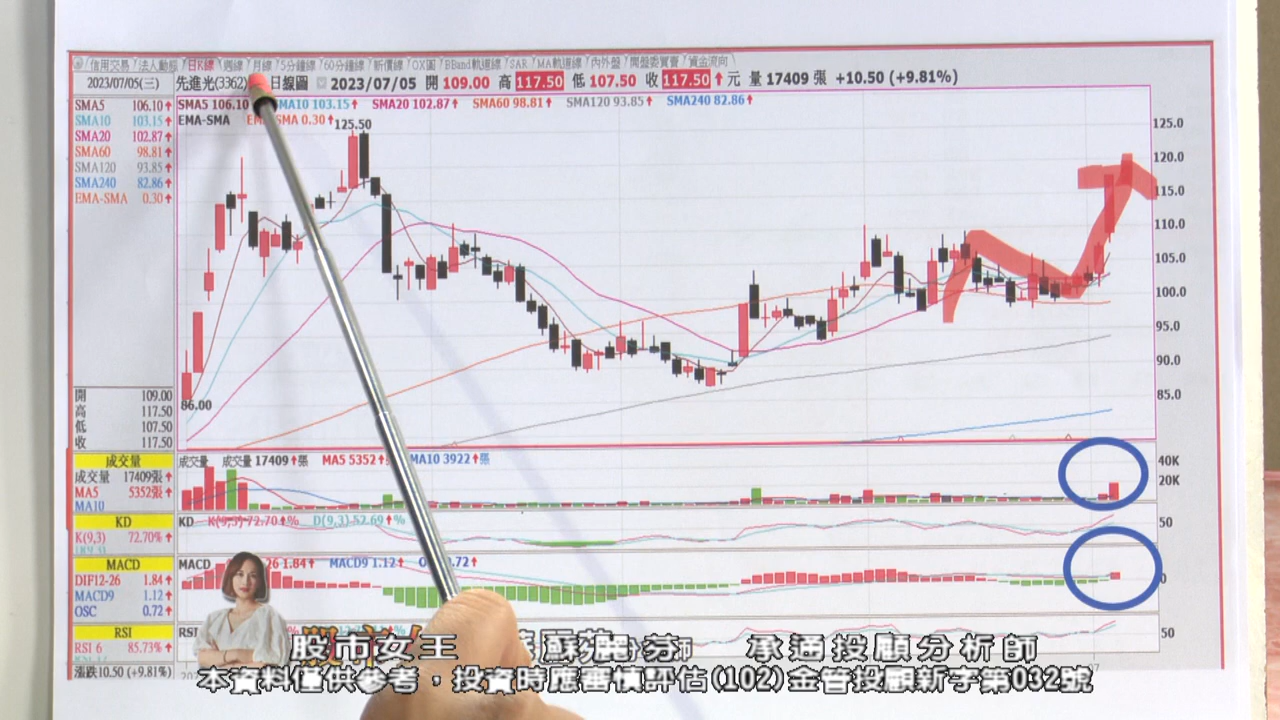 信用交易 法人動態 日K線 週線 月線 5分鐘線 60分鐘線 新價線 OX圖 BBand軌道線 SAR MA軌道線 內外盤 開盤委買賣 資金流向
2023/07/05(三) 先進光(3362) 日線圖 2023/07/05 開 109.00 高 117.50 低 107.50 收 117.50↑元 量 17409 張 +10.50 (+9.81%)
SMA5 106.10↑ SMA10 103.15↑ SMA20 102.87↑ SMA60 98.81↑ SMA120 93.85↑ SMA240 82.86↑
EMA-SMA SMA 0.30↑
SMA5 106.10↑
SMA10 103.15↑
SMA20 102.87↑
SMA60 98.81↑
SMA120 93.85↑
SMA240 82.86↑
EMA-SMA 0.30↑
125.50
86.00
125.0
120.0
115.0
110.0
105.0
100.0
95.0
90.0
85.0
開 109.00
高 117.50
低 107.50
收 117.50
成交量
成交量 17409張↑
MA5 5352張↑
MA10
成交量 成交量 17409↑張 MA5 5352↑張 MA10 3922↑張
40K
20K
KD
K(9,3) 72.70%↑
KD K(9,3) 72.70↑% D(9,3) 52.69↑%
50
MACD
DIF12-26 1.84↑
MACD9 1.12↑
OSC 0.72↑
MACD 26 1.84↑ MACD9 1.12↑ O 0.72↑
0
RSI
RSI 6 85.73%↑
RSI
50
漲跌10.50 (+9.81%)
股市女王 蘇麗芬 承通投顧分析師
本資料僅供參考，投資時應審慎評估(102)金管投顧新字第032號